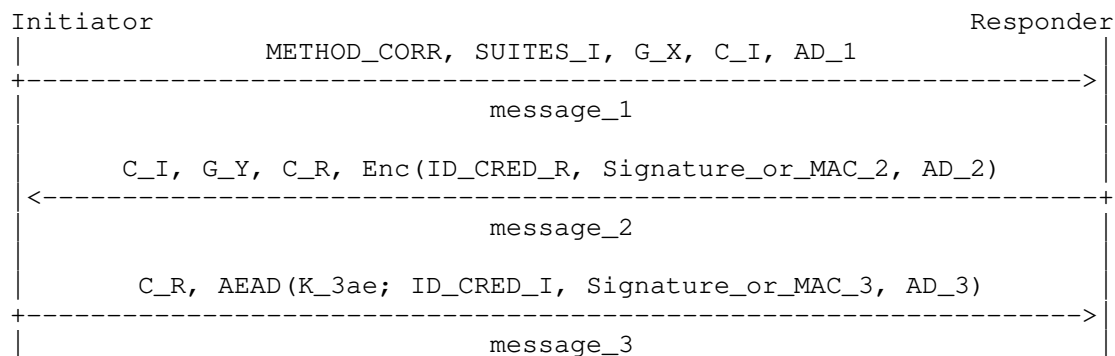 Initiator Responder
METHOD_CORR, SUITES_I, G_X, C_I, AD_1
message_1
C_I, G_Y, C_R, Enc(ID_CRED_R, Signature_or_MAC_2, AD_2)
message_2
C_R, AEAD(K_3ae; ID_CRED_I, Signature_or_MAC_3, AD_3)
message_3